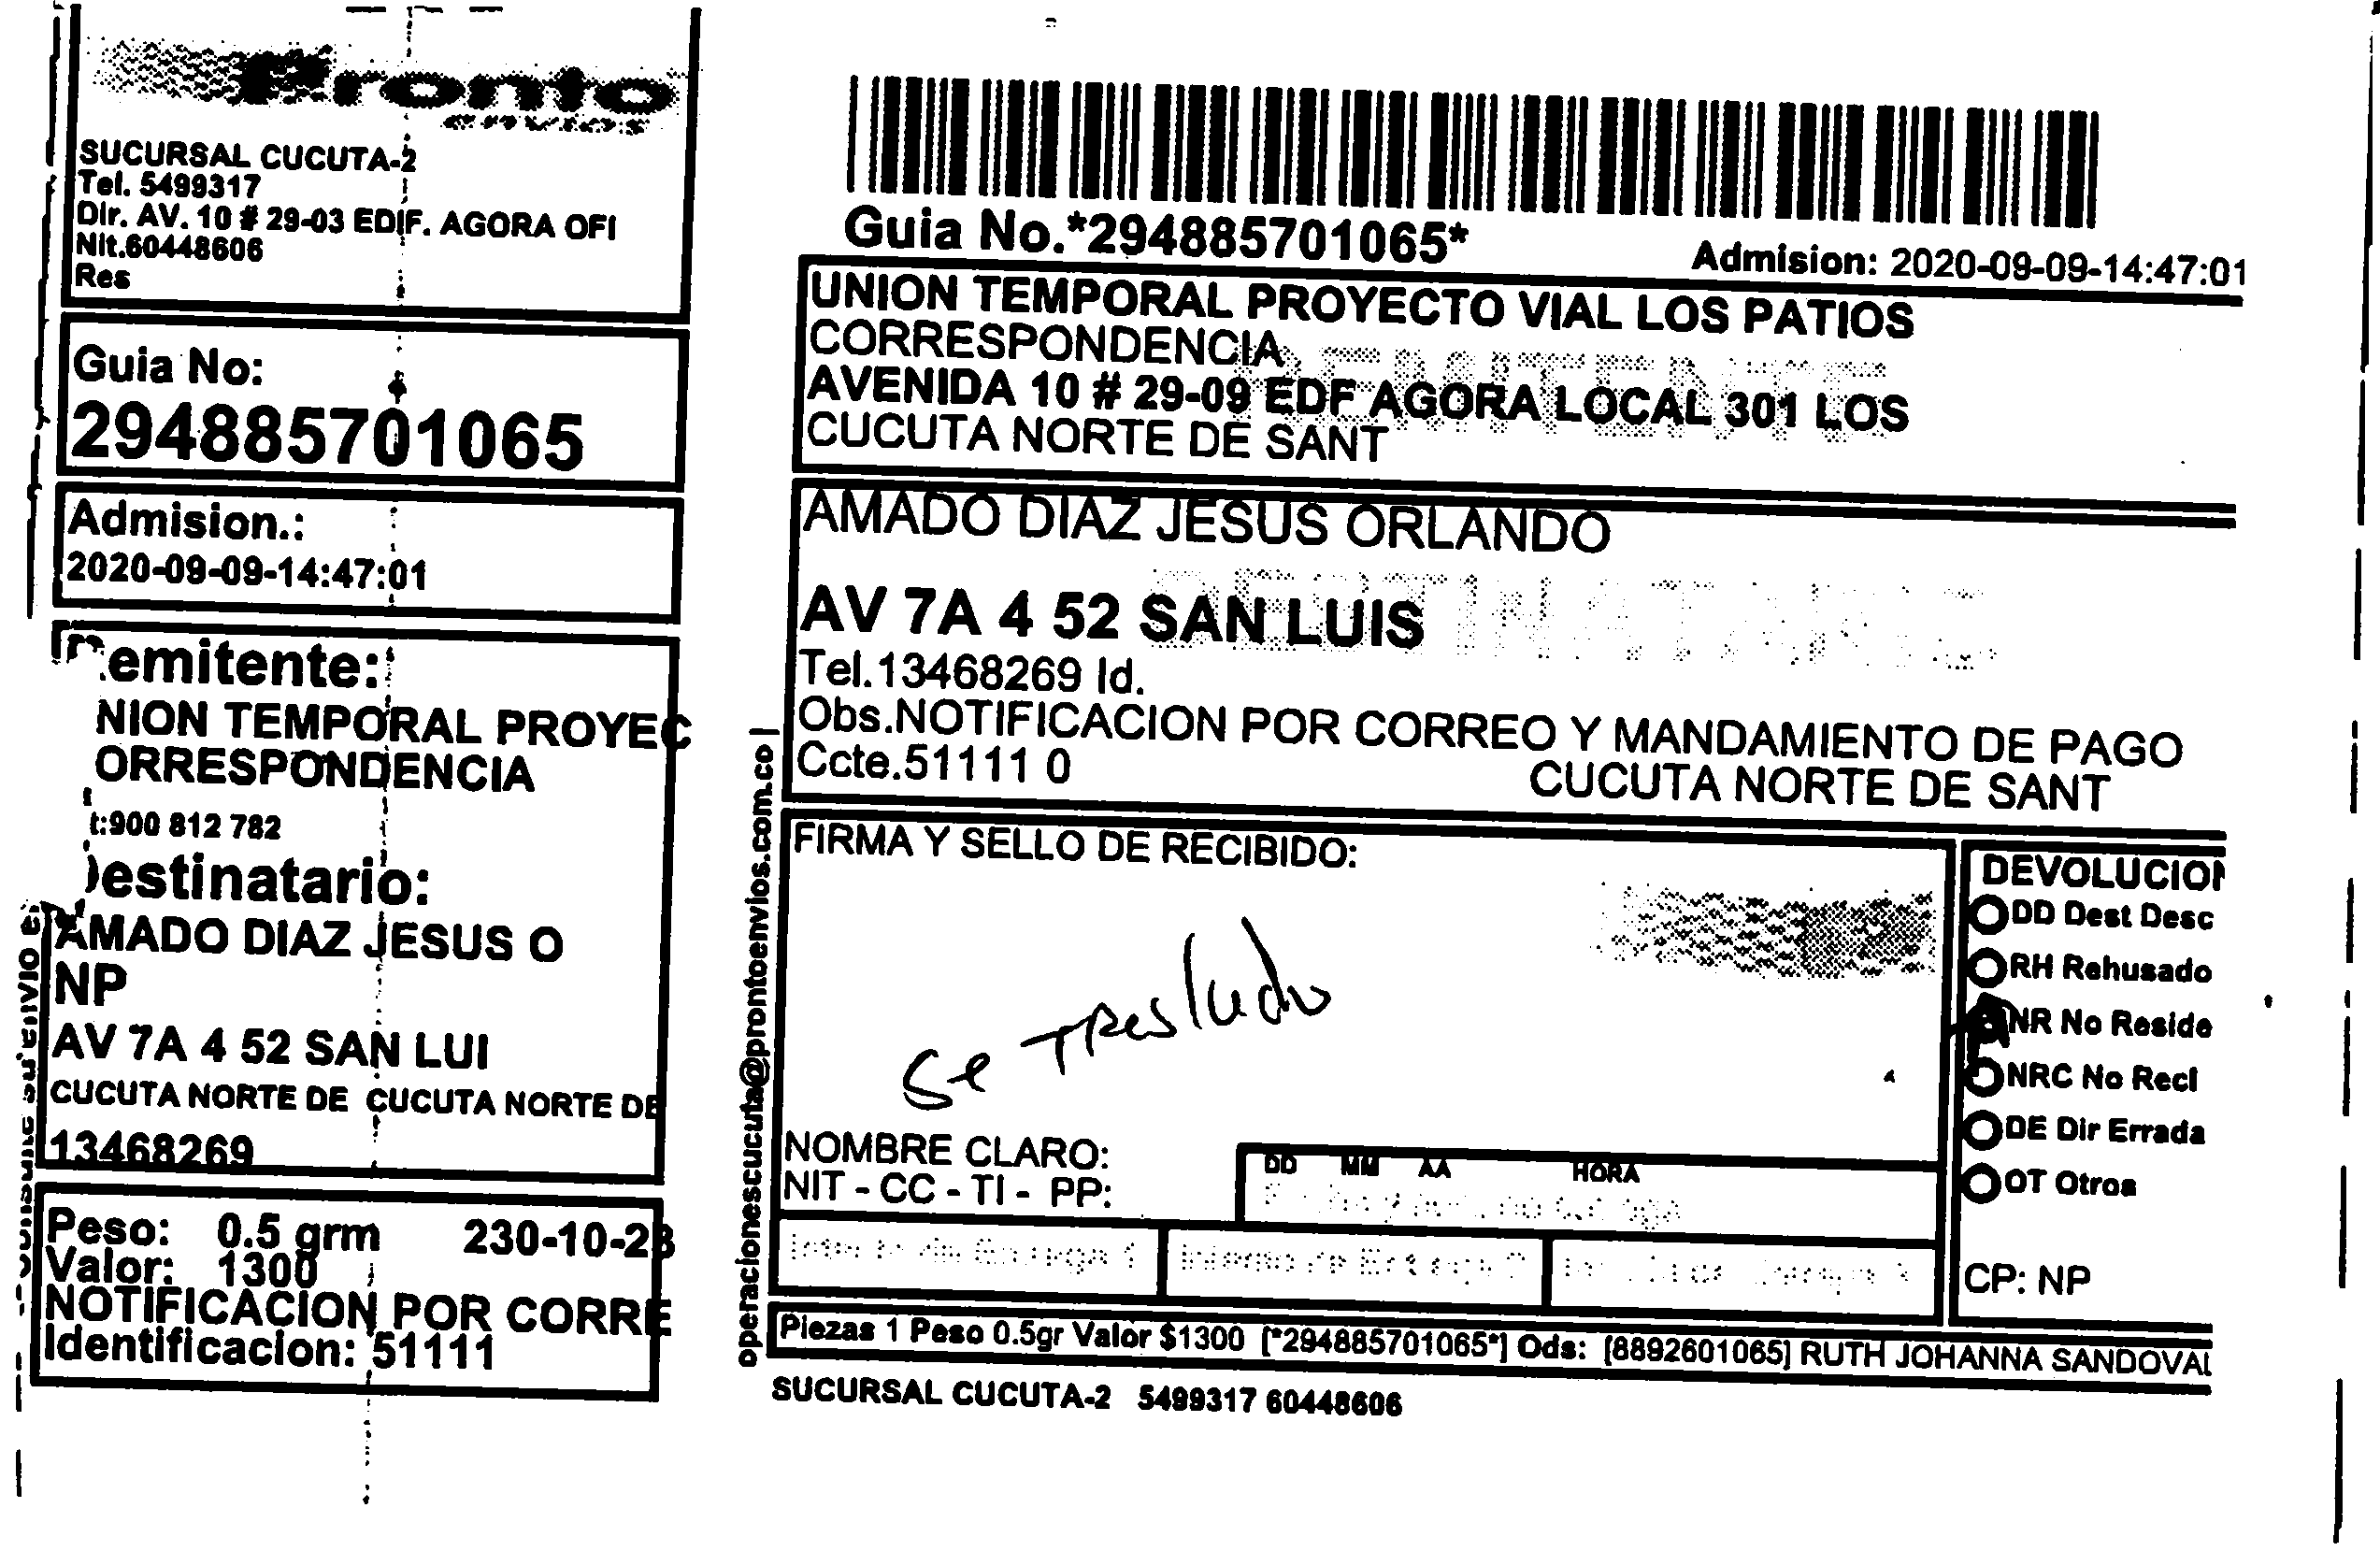 Pronto
envios
SUCURSAL CUCUTA-2
Tel. 5499317
Dir. AV. 10 # 29-03 EDIF. AGORA OFI
Nit.60448606
Res
Guia No:
294885701065
Admision.:
2020-09-09-14:47:01
emitente:
NION TEMPORAL PROYEC
ORRESPONDENCIA
t:900 812 782
estinatario:
AMADO DIAZ JESUS O
NP
AV 7A 4 52 SAN LUI
CUCUTA NORTE DE CUCUTA NORTE DE
13468269
Peso: 0.5 grm 230-10-23
Valor: 1300
NOTIFICACION POR CORRE
Identificacion: 51111
Guia No.*294885701065*
Admision: 2020-09-09-14:47:01
UNION TEMPORAL PROYECTO VIAL LOS PATIOS
CORRESPONDENCIA
REMITENTE
AVENIDA 10 # 29-09 EDF AGORA LOCAL 301 LOS
CUCUTA NORTE DE SANT
AMADO DIAZ JESUS ORLANDO
DESTINATARIO
AV 7A 4 52 SAN LUIS
Tel.13468269 Id.
Obs.NOTIFICACION POR CORREO Y MANDAMIENTO DE PAGO
Ccte.51111 0
CUCUTA NORTE DE SANT
operacionescucuta@prontoenvios.com.co
FIRMA Y SELLO DE RECIBIDO:
Se Trasludo
NOMBRE CLARO:
NIT - CC - TI - PP:
DD MM AA HORA
DEVOLUCION
DD Dest Desc
RH Rehusado
NR No Reside
NRC No Recl
DE Dir Errada
OT Otros
CP: NP
Piezas 1 Peso 0.5gr Valor $1300 [*294885701065*] Ods: [8892601065] RUTH JOHANNA SANDOVAL
SUCURSAL CUCUTA-2 5499317 60448606